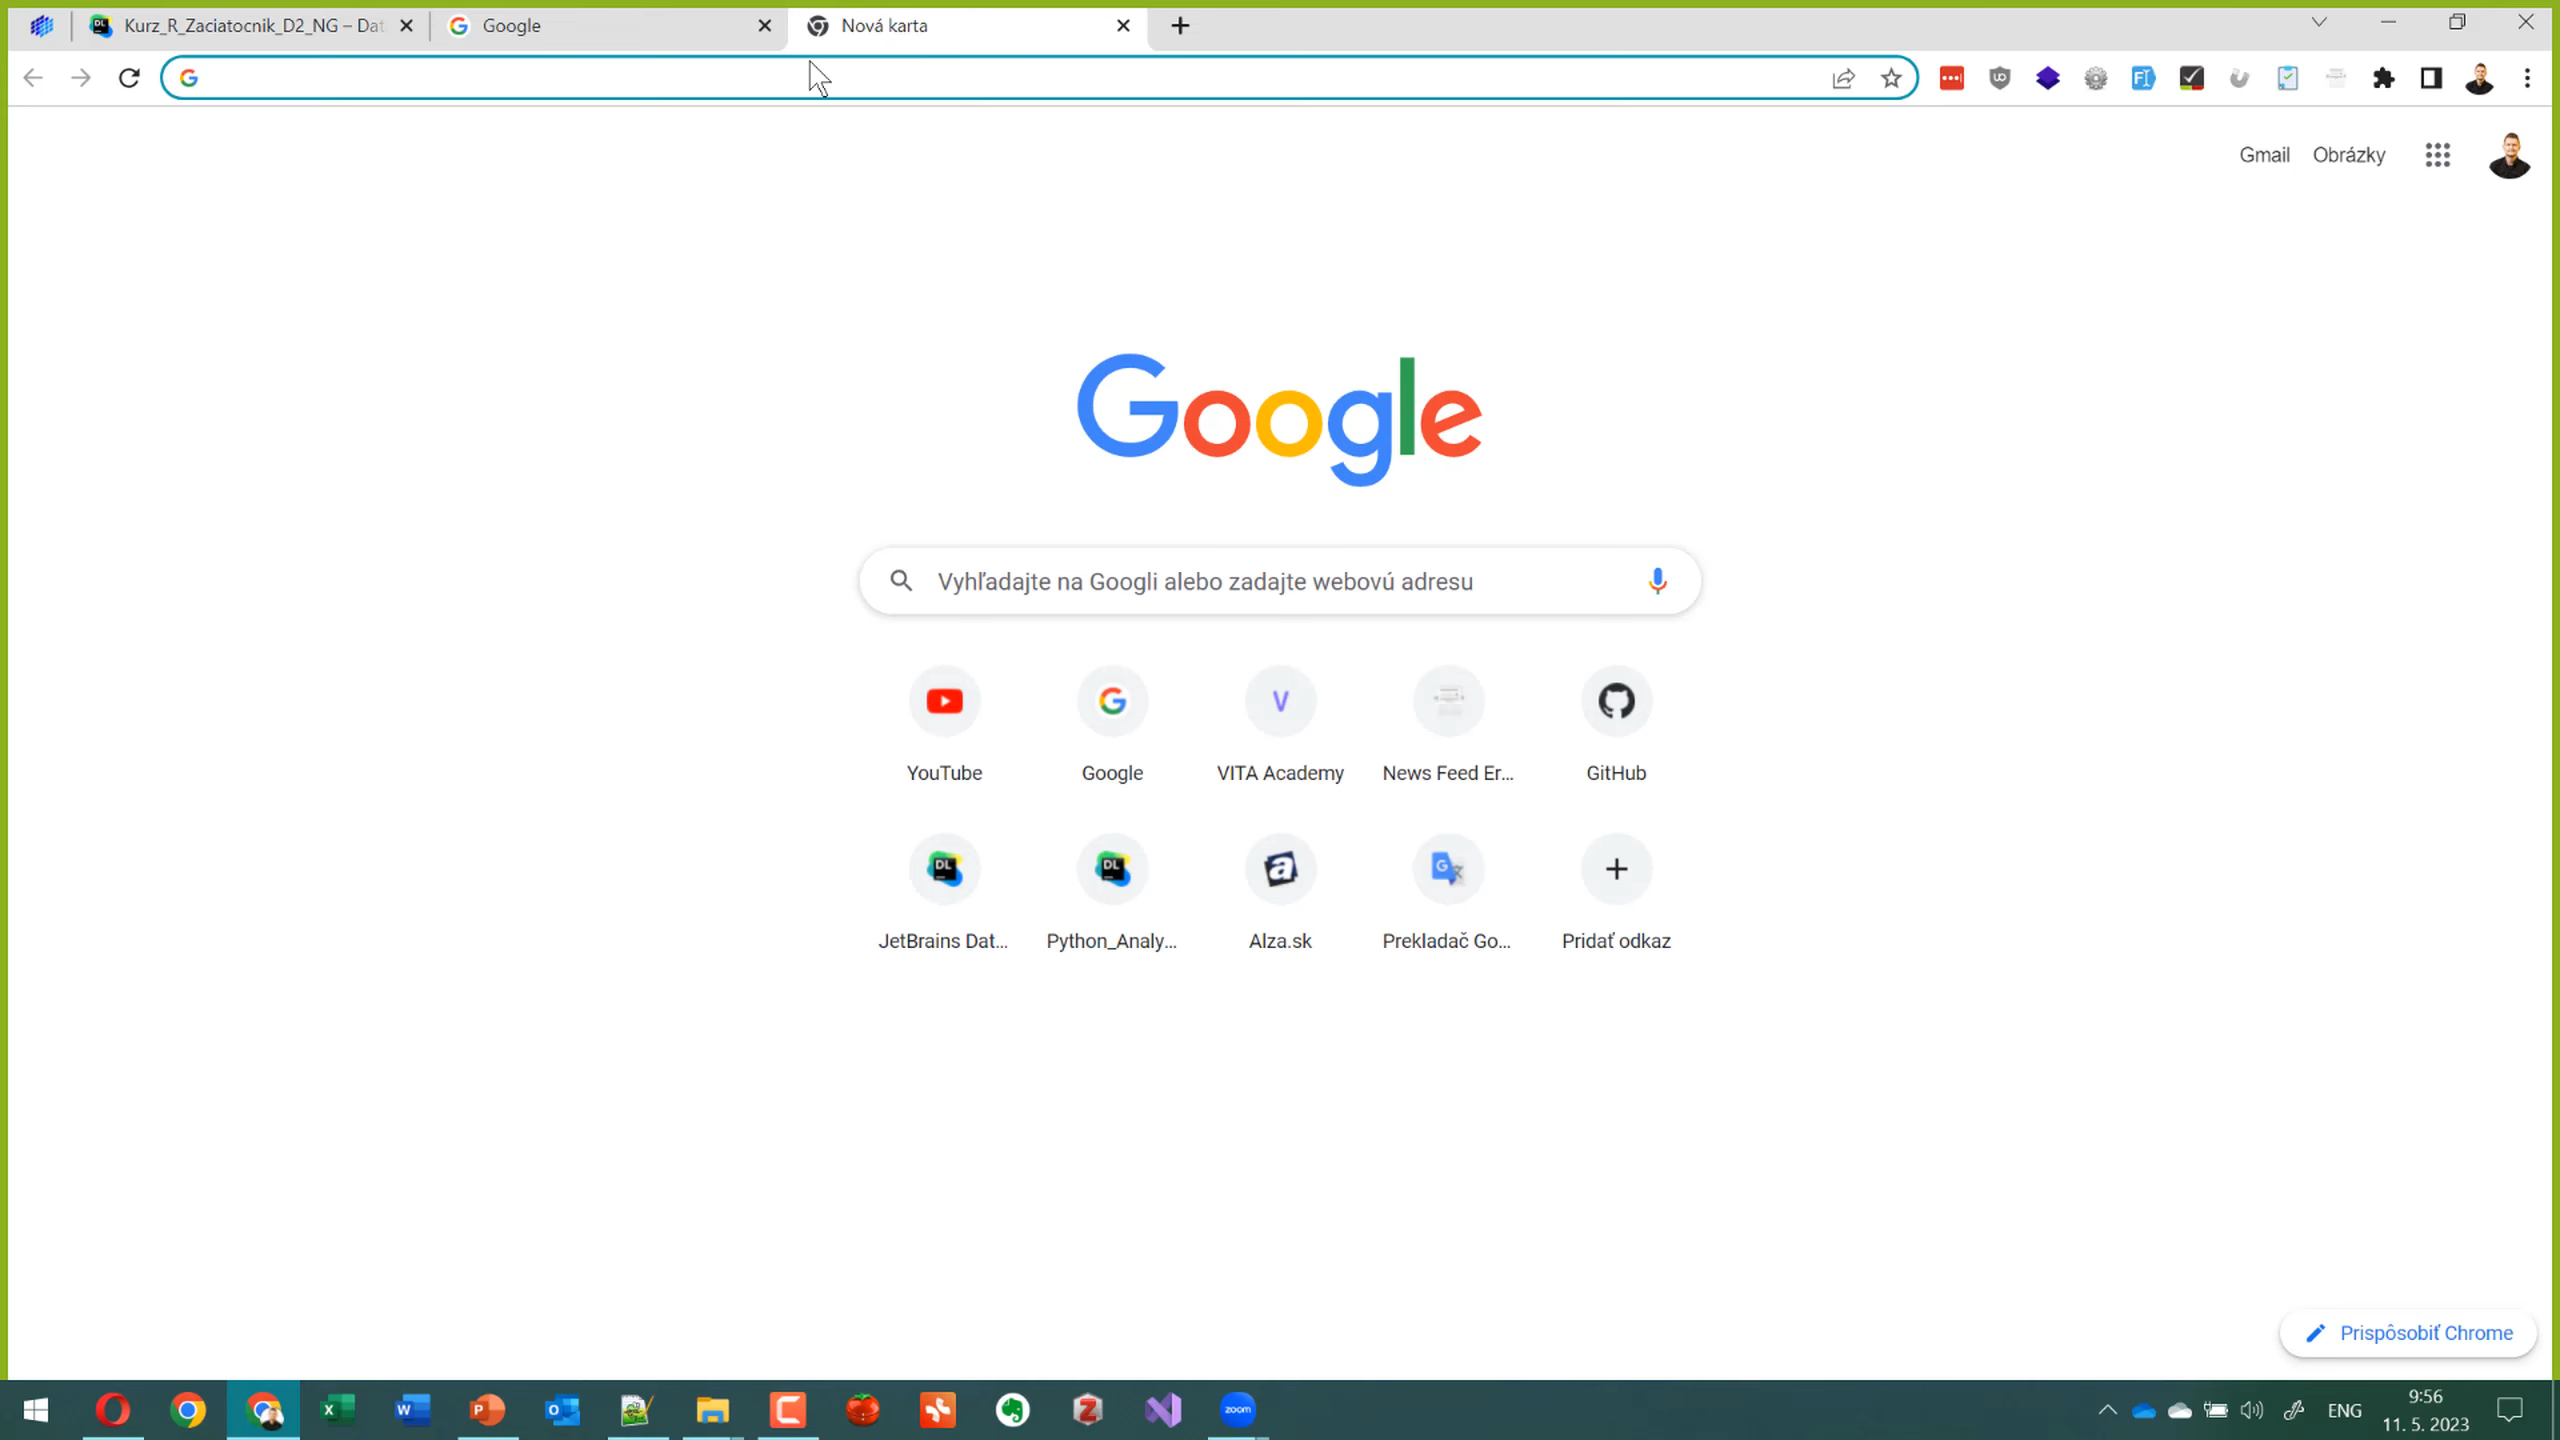 Kurz_R_Zaciatocnik_D2_NG – Dat
Google
Nová karta
Gmail
Obrázky
Google
Vyhľadajte na Googli alebo zadajte webovú adresu
YouTube
Google
VITA Academy
News Feed Er...
GitHub
JetBrains Dat...
Python_Analy...
Alza.sk
Prekladač Go...
Pridať odkaz
Prispôsobiť Chrome
zoom
ENG
9:56
11. 5. 2023